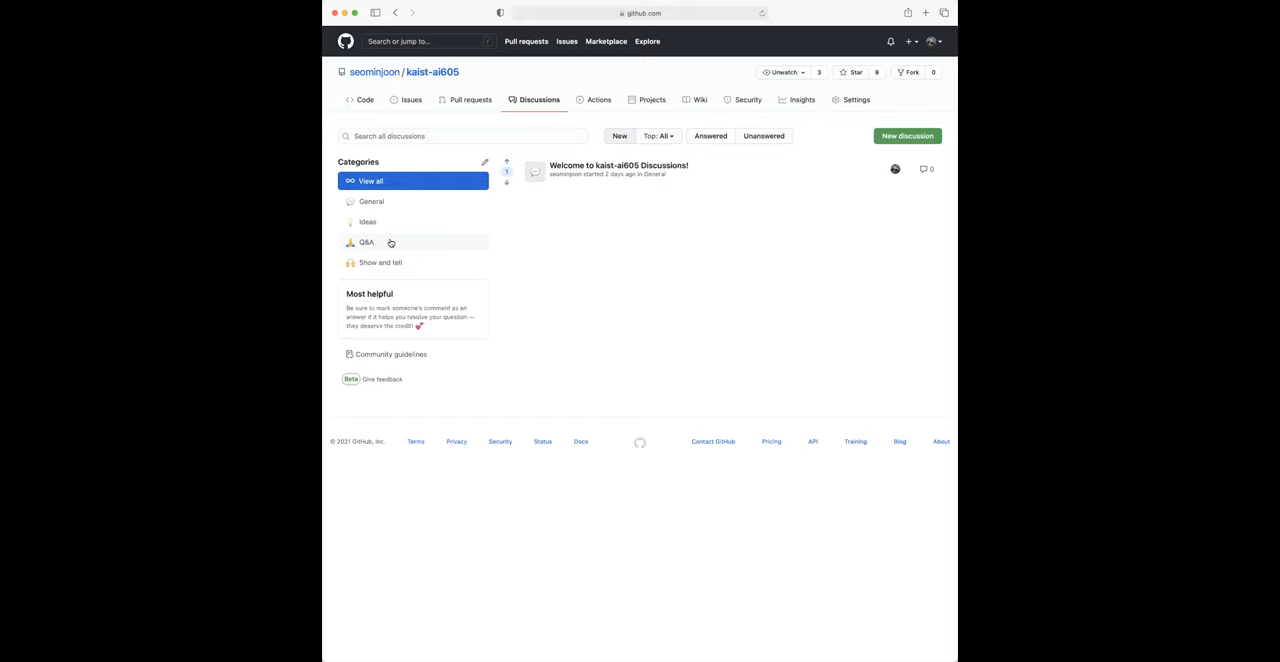 github.com
Search or jump to... /
Pull requests Issues Marketplace Explore
seominjoon / kaist-ai605
Unwatch 3 Star 9 Fork 0
Code Issues Pull requests Discussions Actions Projects Wiki Security Insights Settings
Search all discussions
New Top: All Answered Unanswered New discussion
Categories
View all
General
Ideas
Q&A
Show and tell
1
Welcome to kaist-ai605 Discussions!
seominjoon started 2 days ago in General
0
Most helpful
Be sure to mark someone's comment as an
answer if it helps you resolve your question —
they deserve the credit! 💕
Community guidelines
Beta Give feedback
© 2021 GitHub, Inc. Terms Privacy Security Status Docs Contact GitHub Pricing API Training Blog About